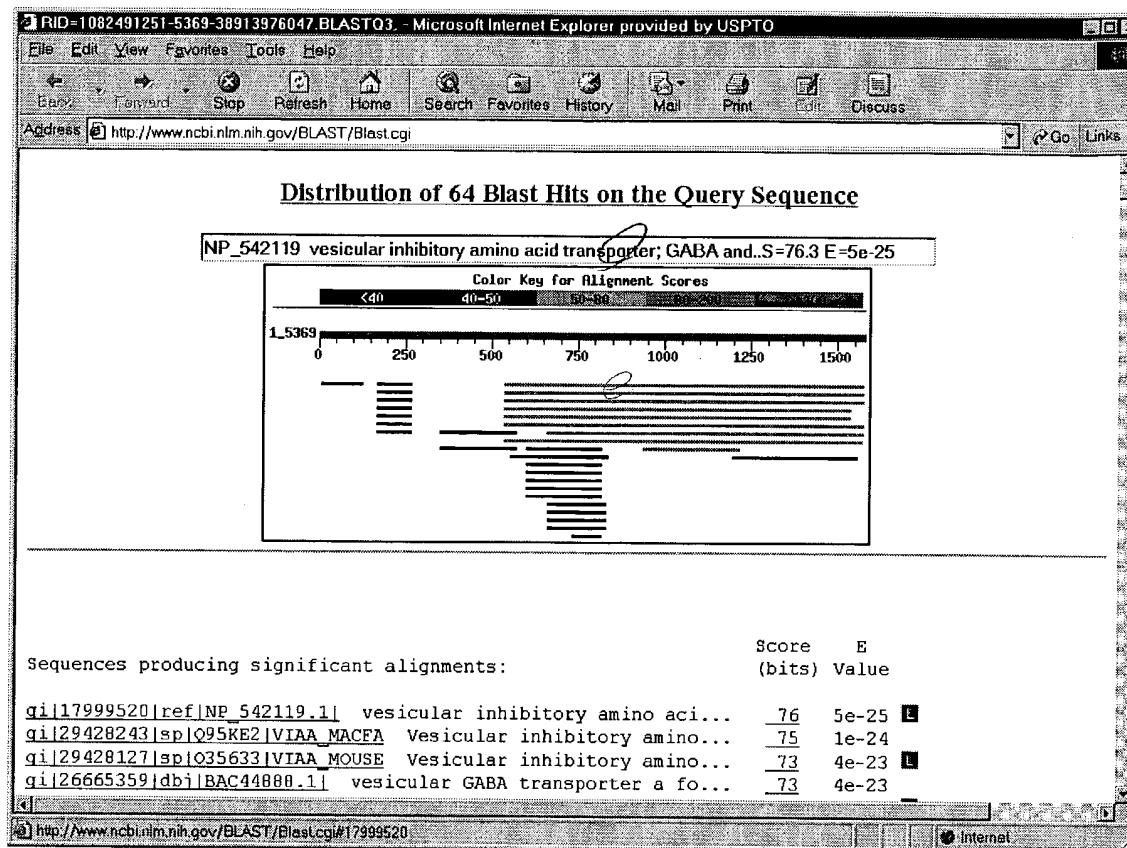 RID=1082491251-5369-38913976047.BLASTQ3. - Microsoft Internet Explorer provided by USPTO
File Edit View Favorites Tools Help
Back Forward Stop Refresh Home Search Favorites History Mail Print Edit Discuss
Address http://www.ncbi.nlm.nih.gov/BLAST/Blast.cgi Go Links
Distribution of 64 Blast Hits on the Query Sequence
NP_542119 vesicular inhibitory amino acid transporter; GABA and..S=76.3 E=5e-25
Color Key for Alignment Scores
<40 40-50 50-80 80-200
1_5369
0 250 500 750 1000 1250 1500
Score E
Sequences producing significant alignments: (bits) Value
gi|17999520|ref|NP_542119.1| vesicular inhibitory amino aci... 76 5e-25 L
gi|29428243|sp|Q95KE2|VIAA_MACFA Vesicular inhibitory amino... 75 1e-24
gi|29428127|sp|O35633|VIAA_MOUSE Vesicular inhibitory amino... 73 4e-23 L
gi|26665359|dbj|BAC44888.1| vesicular GABA transporter a fo... 73 4e-23
http://www.ncbi.nlm.nih.gov/BLAST/Blast.cgi#17999520 Internet